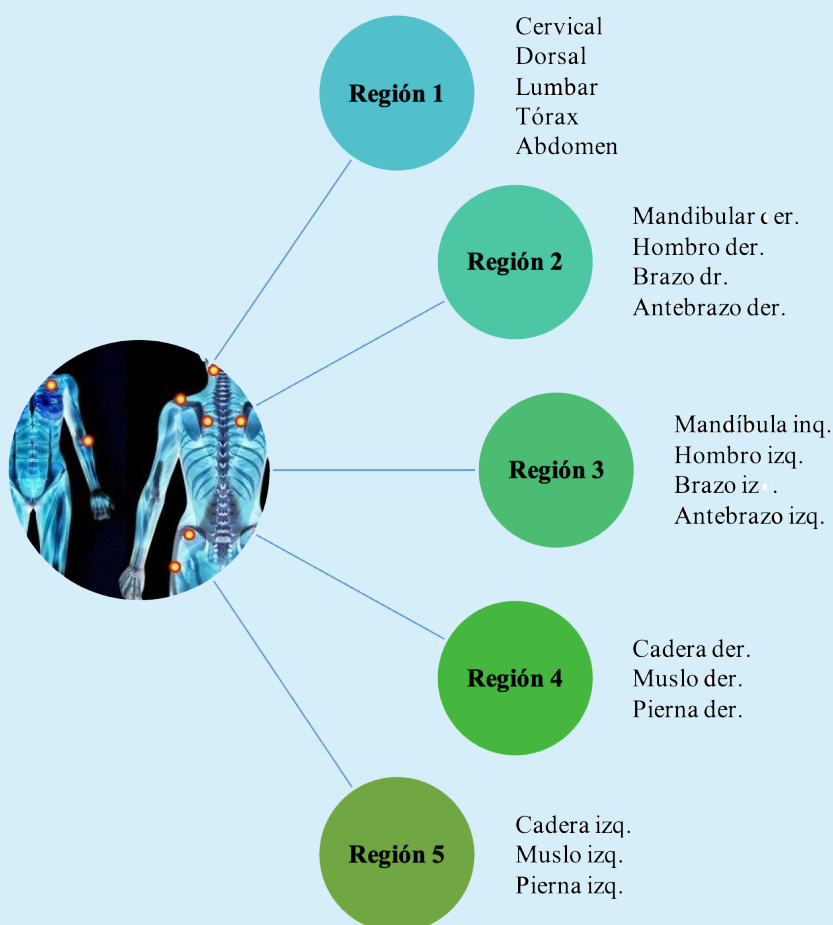 Región 1
Cervical
Dorsal
Lumbar
Tórax
Abdomen
Región 2
Mandibular der.
Hombro der.
Brazo dr.
Antebrazo der.
Región 3
Mandíbula inq.
Hombro izq.
Brazo izq.
Antebrazo izq.
Región 4
Cadera der.
Muslo der.
Pierna der.
Región 5
Cadera izq.
Muslo izq.
Pierna izq.